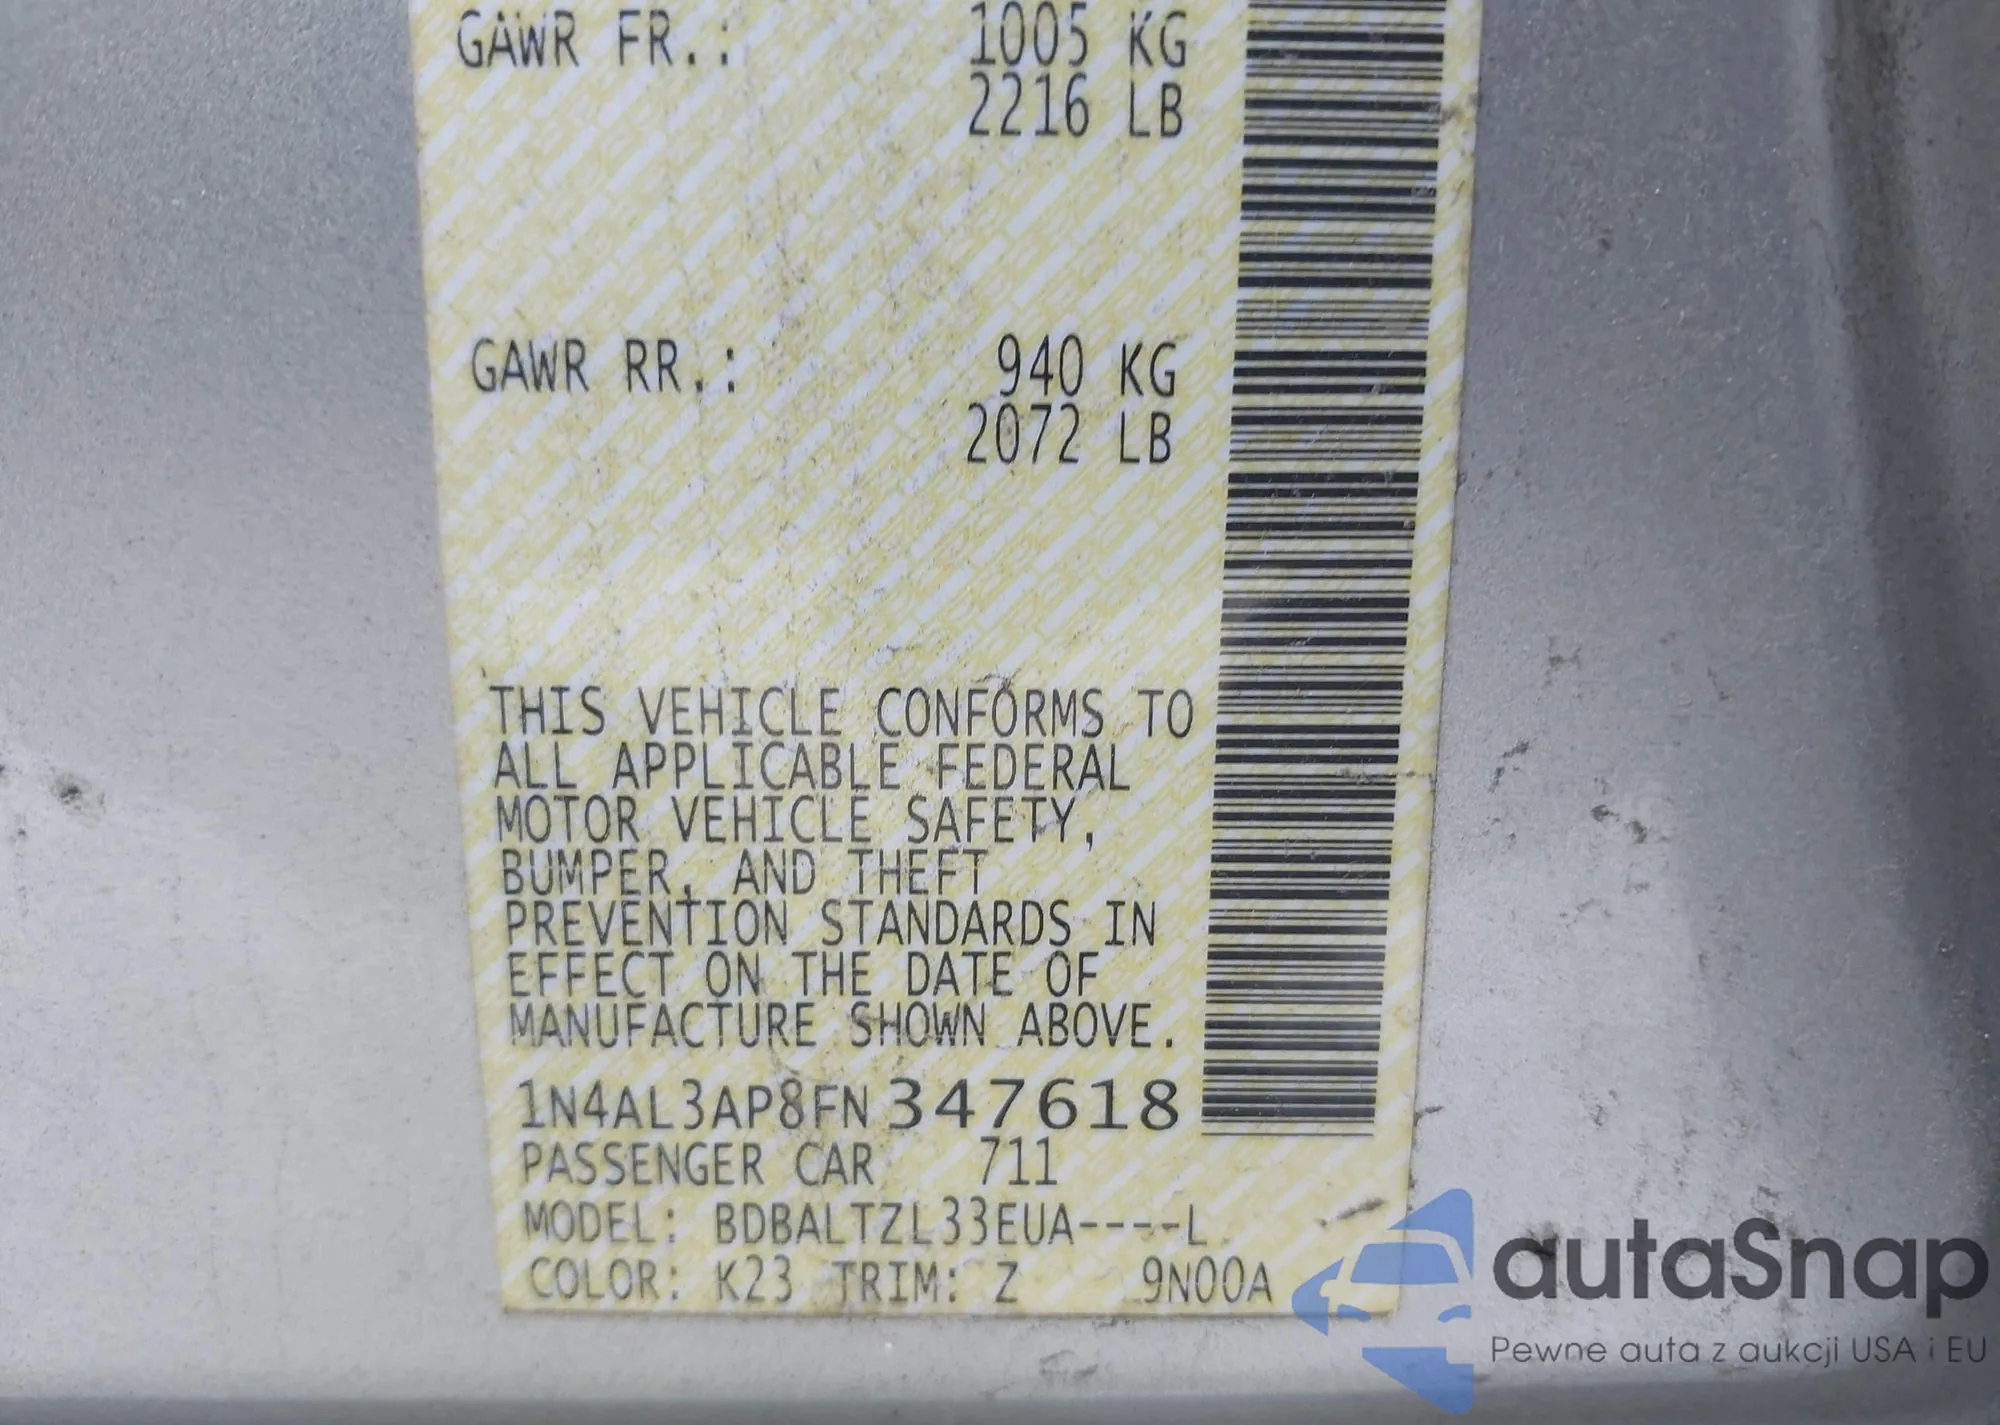 GAWR FR.: 1005 KG
2216 LB
GAWR RR.: 940 KG
2072 LB
THIS VEHICLE CONFORMS TO
ALL APPLICABLE FEDERAL
MOTOR VEHICLE SAFETY,
BUMPER, AND THEFT
PREVENTION STANDARDS IN
EFFECT ON THE DATE OF
MANUFACTURE SHOWN ABOVE.
1N4AL3AP8FN347618
PASSENGER CAR 711
MODEL: BDBALTZL33EUA----L
COLOR: K23 TRIM: Z 9N00A
autaSnap
Pewne auta z aukcji USA i EU